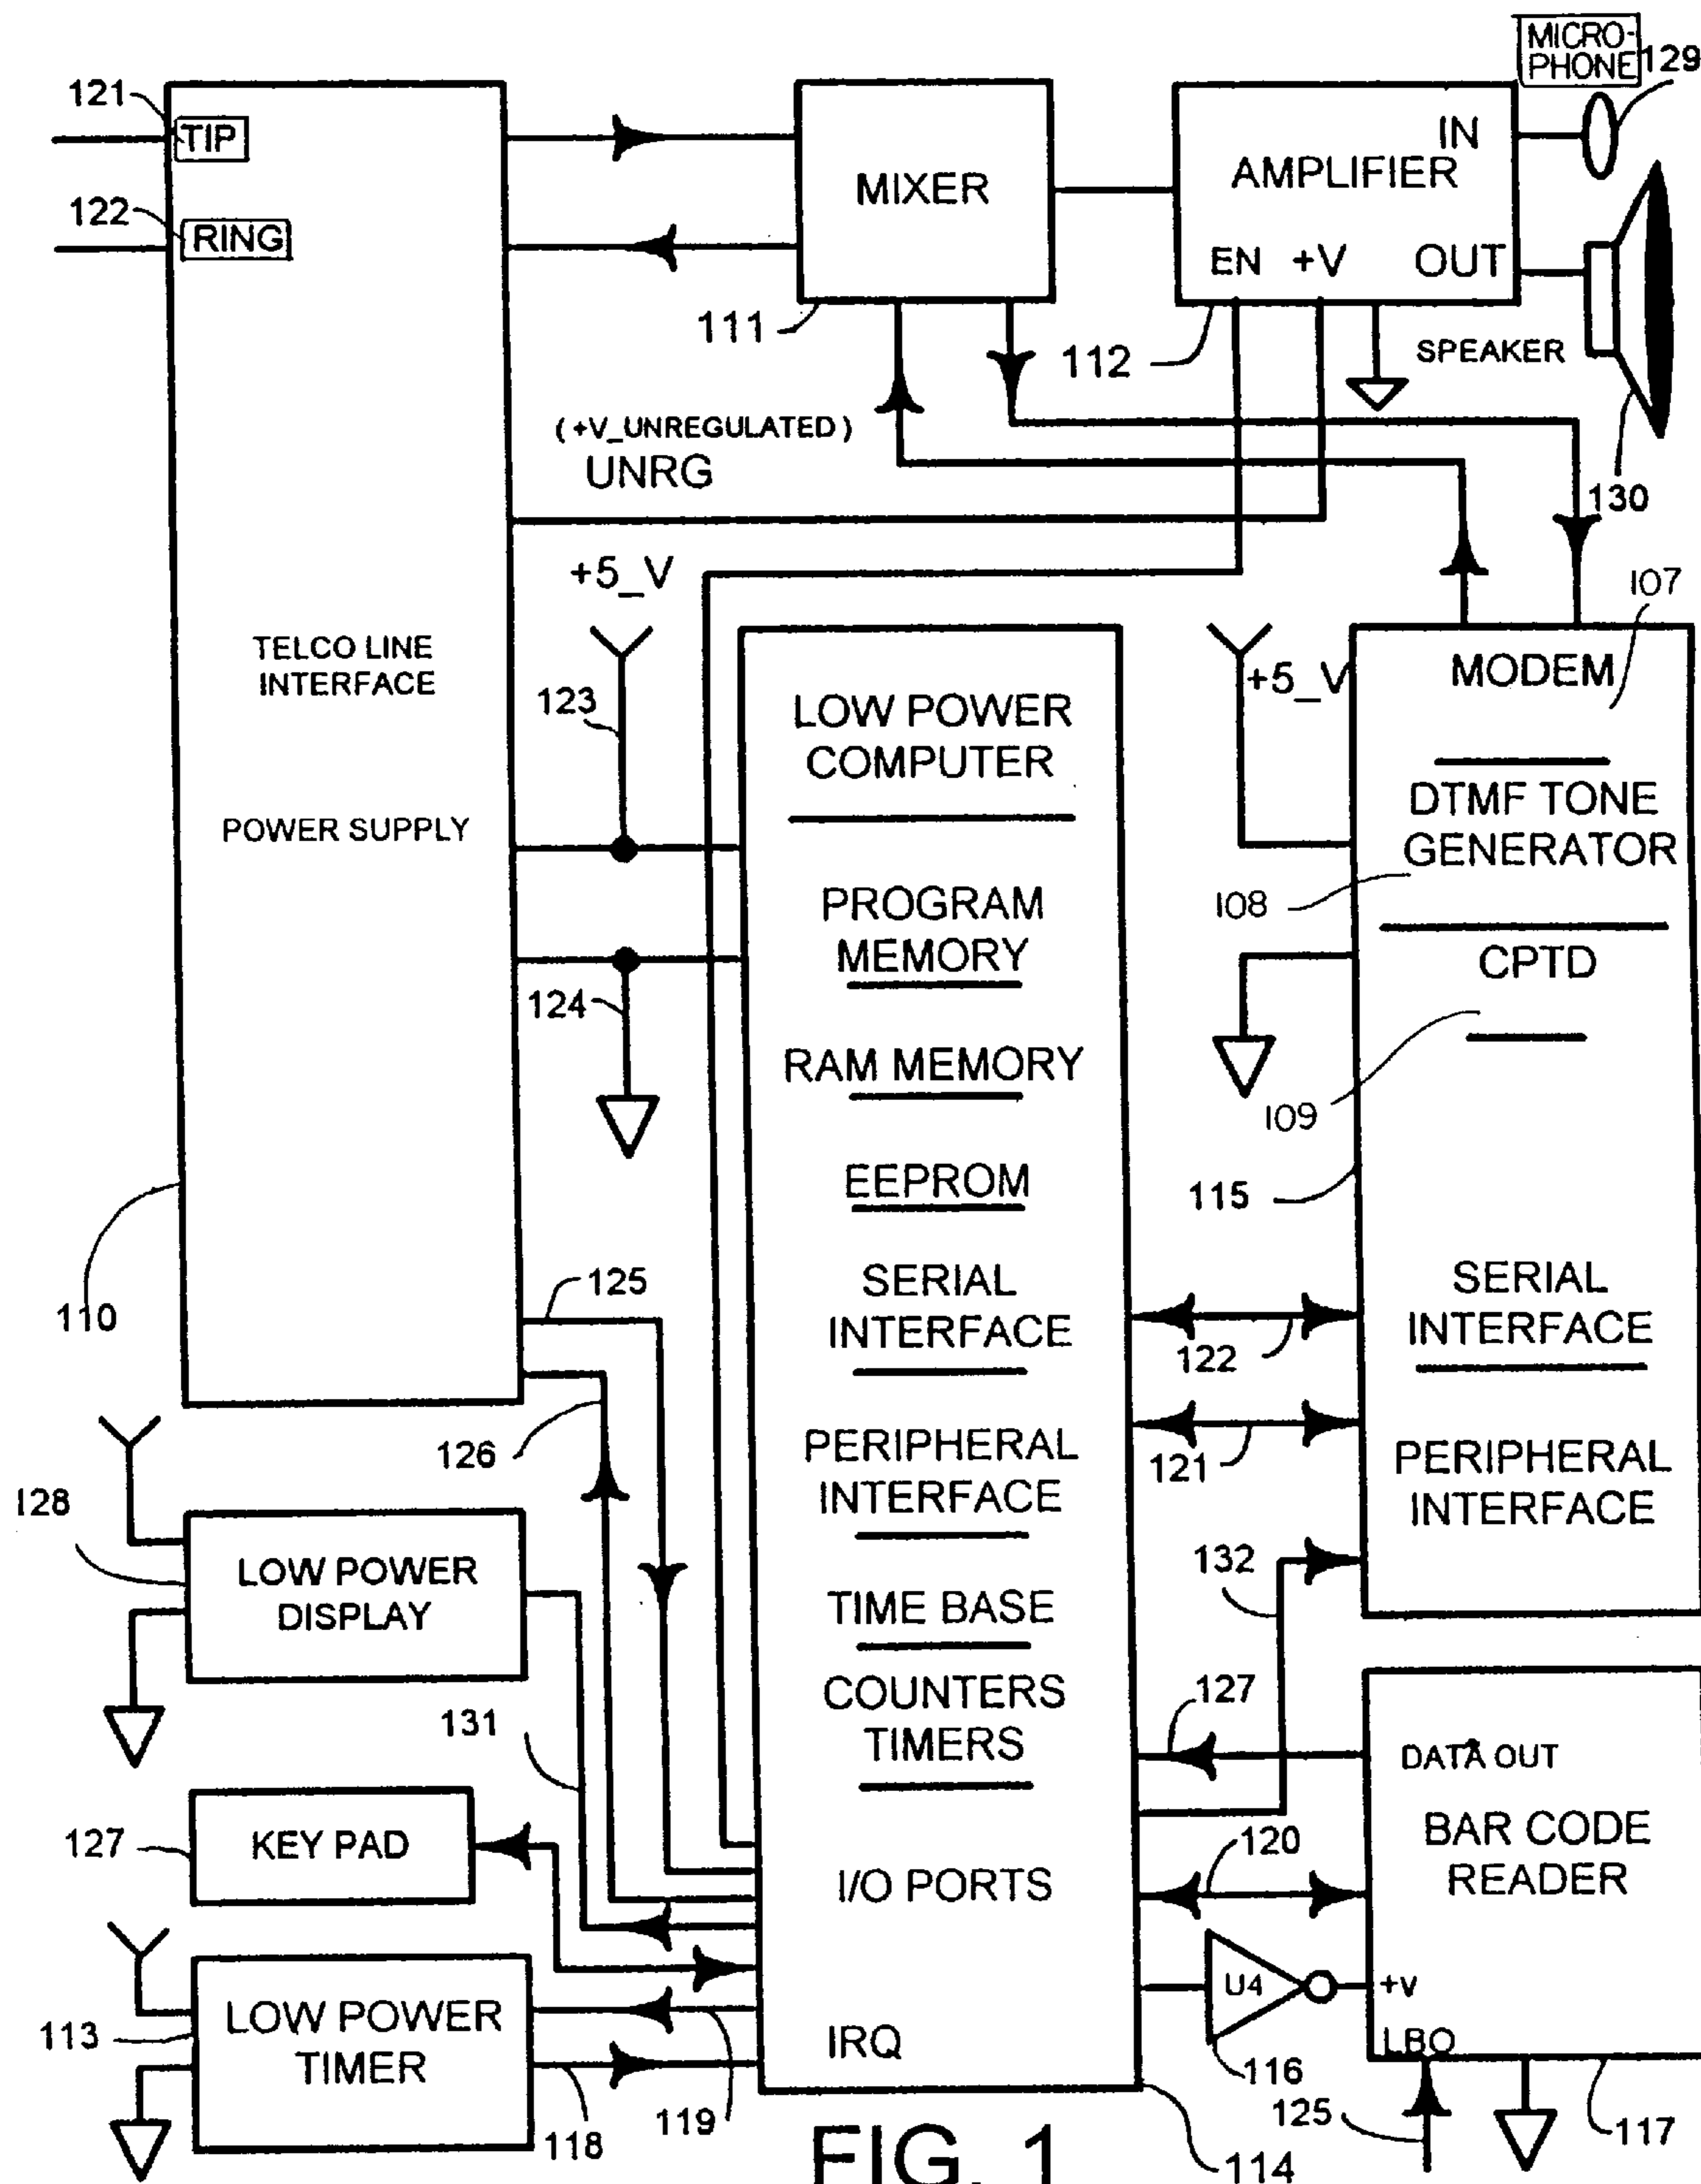 MICRO-
PHONE
129
121
TIP
122
RING
MIXER
111
IN
AMPLIFIER
EN +V OUT
112
SPEAKER
130
(+V_UNREGULATED)
UNRG
+5_V
123
124
TELCO LINE
INTERFACE
POWER SUPPLY
110
125
126
LOW POWER
COMPUTER
PROGRAM
MEMORY
RAM MEMORY
EEPROM
SERIAL
INTERFACE
PERIPHERAL
INTERFACE
TIME BASE
COUNTERS
TIMERS
I/O PORTS
IRQ
114
+5_V
107
MODEM
DTMF TONE
GENERATOR
108
CPTD
109
115
SERIAL
INTERFACE
PERIPHERAL
INTERFACE
122
121
132
128
LOW POWER
DISPLAY
131
127
KEY PAD
113
LOW POWER
TIMER
118
119
127
DATA OUT
BAR CODE
READER
120
U4
116
+V
LBO
125
117
FIG. 1